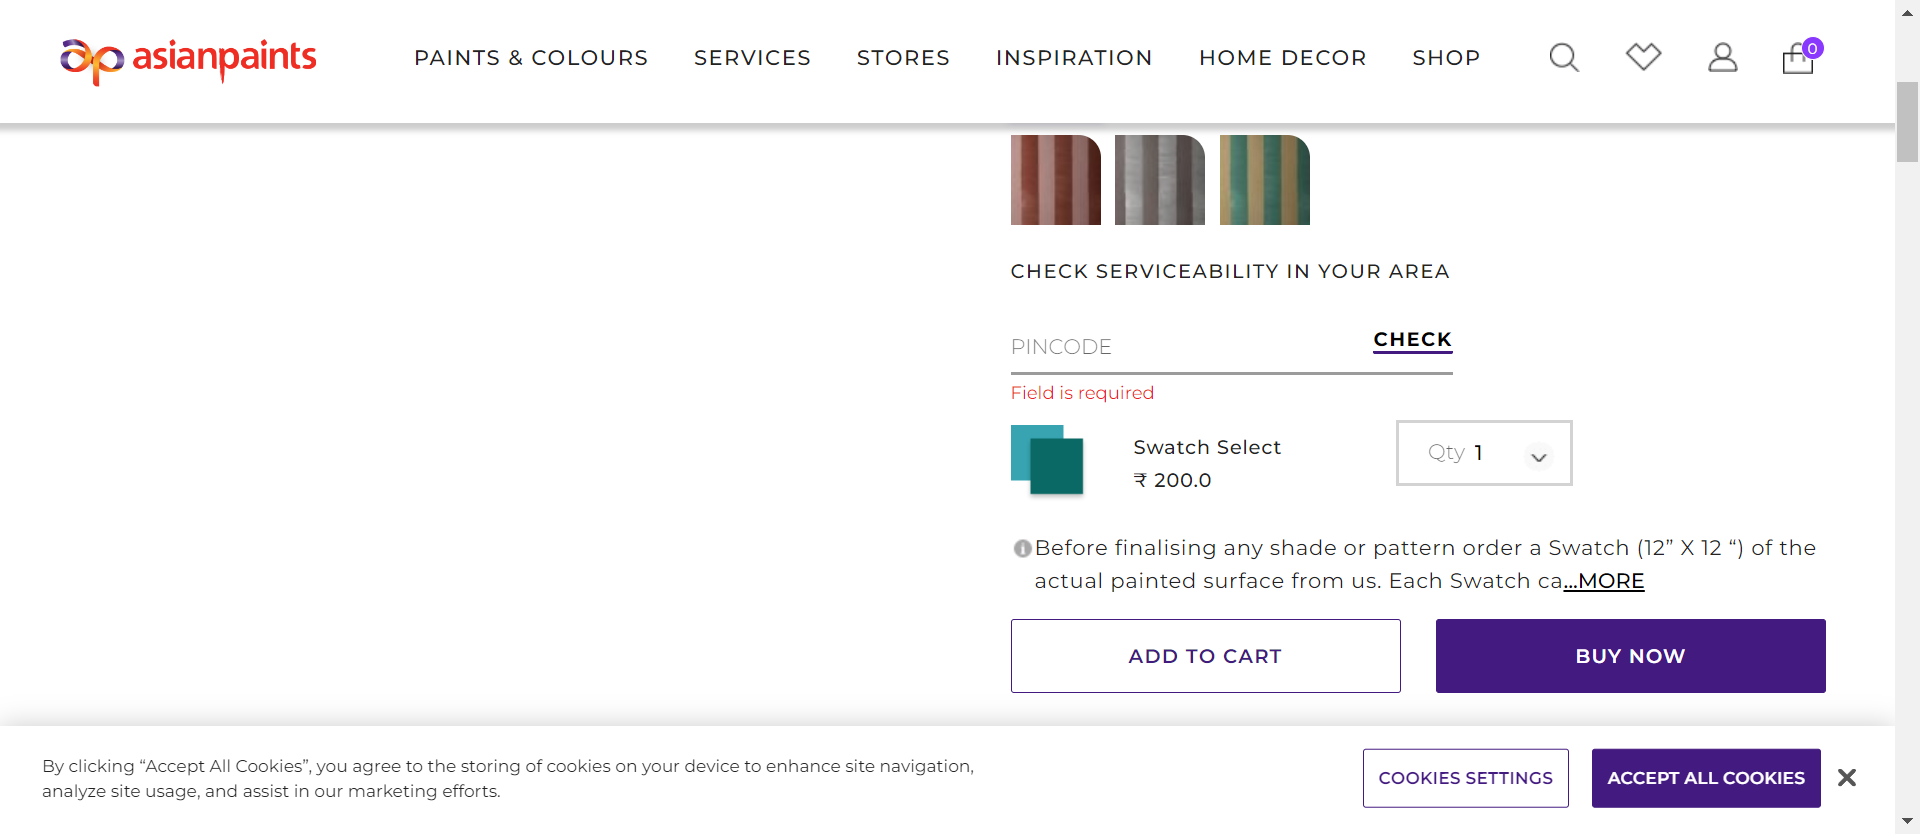 asianpaints
PAINTS & COLOURS SERVICES STORES INSPIRATION HOME DECOR SHOP
0
CHECK SERVICEABILITY IN YOUR AREA
PINCODE CHECK
Field is required
Swatch Select
₹ 200.0
Qty 1
Before finalising any shade or pattern order a Swatch (12” X 12 “) of the
actual painted surface from us. Each Swatch ca...MORE
ADD TO CART BUY NOW
By clicking “Accept All Cookies”, you agree to the storing of cookies on your device to enhance site navigation,
analyze site usage, and assist in our marketing efforts.
COOKIES SETTINGS ACCEPT ALL COOKIES